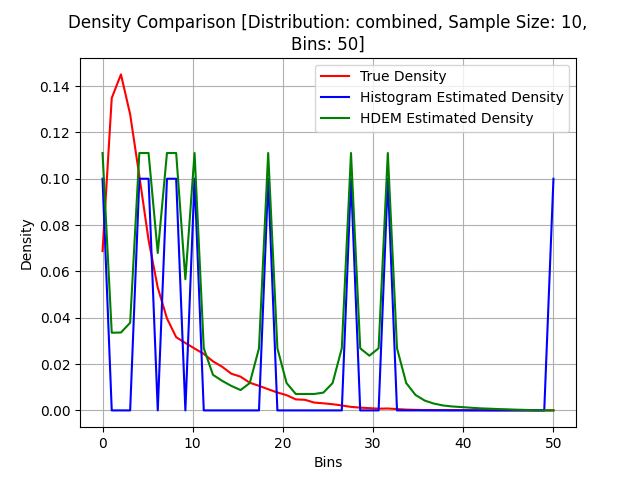 Density Comparison [Distribution: combined, Sample Size: 10,
Bins: 50]
True Density
Histogram Estimated Density
HDEM Estimated Density
Density
0.14
0.12
0.10
0.08
0.06
0.04
0.02
0.00
0 10 20 30 40 50
Bins